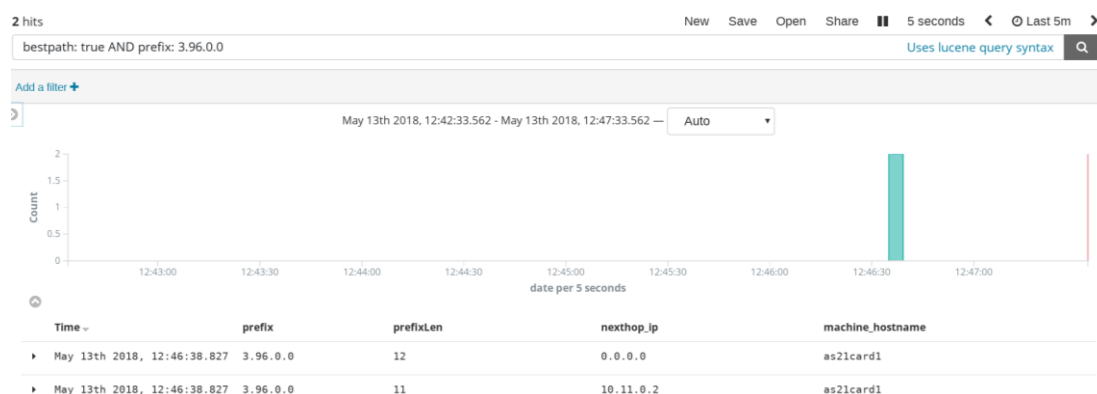 2 hits New Save Open Share 5 seconds Last 5m
bestpath: true AND prefix: 3.96.0.0 Uses lucene query syntax
Add a filter +
May 13th 2018, 12:42:33.562 - May 13th 2018, 12:47:33.562 — Auto
2
1.5
1
0.5
0
Count
12:43:00 12:43:30 12:44:00 12:44:30 12:45:00 12:45:30 12:46:00 12:46:30 12:47:00
date per 5 seconds
Time prefix prefixLen nexthop_ip machine_hostname
May 13th 2018, 12:46:38.827 3.96.0.0 12 0.0.0.0 as21card1
May 13th 2018, 12:46:38.827 3.96.0.0 11 10.11.0.2 as21card1